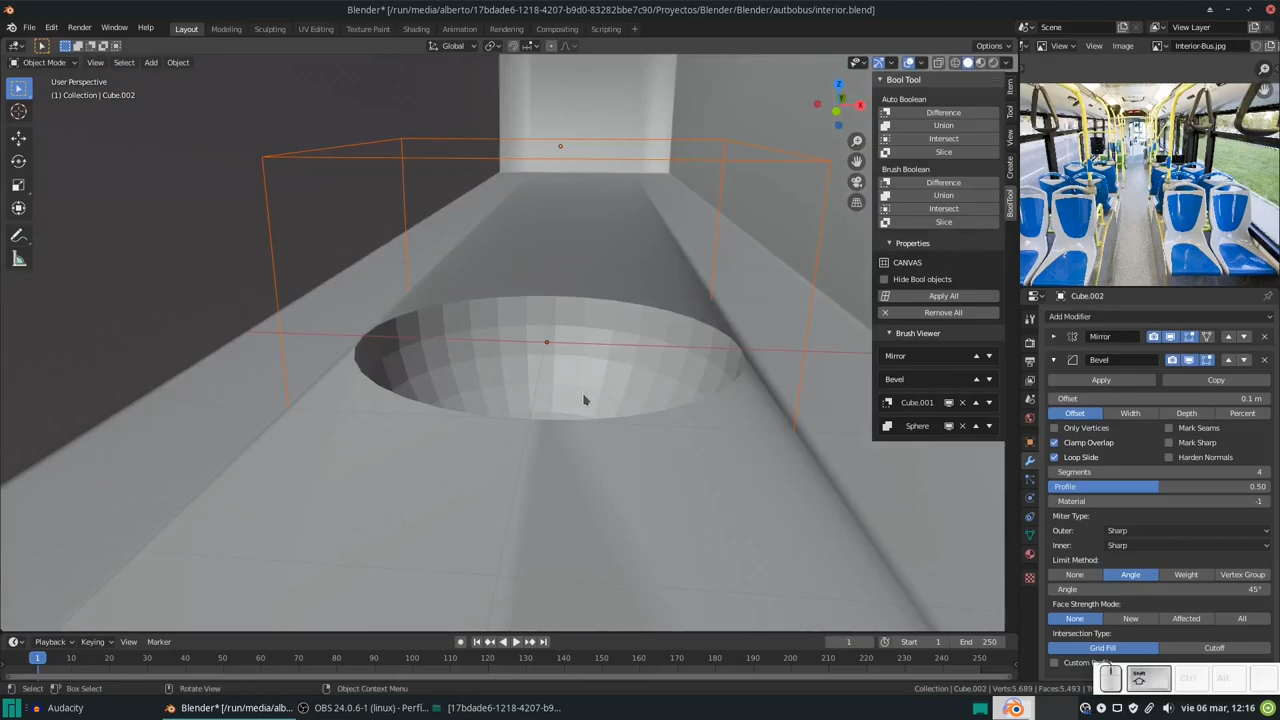 Blender* [/run/media/alberto/17bdade6-1218-4207-b9d0-83282bbe7c90/Proyectos/Blender/Blender/autbobus/interior.blend]
File Edit Render Window Help Layout Modeling Sculpting UV Editing Texture Paint Shading Animation Rendering Compositing Scripting + Scene View Layer
Global Options View View Image Interior-Bus.jpg
Object Mode View Select Add Object
User Perspective
(1) Collection | Cube.002
Z
Y
X
Bool Tool
Auto Boolean
Difference
Union
Intersect
Slice
Brush Boolean
Difference
Union
Intersect
Slice
Properties
CANVAS
Hide Bool objects
Apply All
Remove All
Brush Viewer
Mirror
Bevel
Cube.001
Sphere
Item
Tool
View
Create
BoolTool
Cube.002
Add Modifier
Mirror
Bevel
Apply Copy
Offset 0.1 m
Offset Width Depth Percent
Only Vertices Mark Seams
Clamp Overlap Mark Sharp
Loop Slide Harden Normals
Segments 4
Profile 0.50
Material -1
Miter Type:
Outer: Sharp
Inner: Sharp
Limit Method:
None Angle Weight Vertex Group
Angle 45°
Face Strength Mode:
None New Affected All
Intersection Type:
Grid Fill Cutoff
Playback Keying View Marker 1 Start 1 End 250
1 10 20 30 40 50 60 70 80 90 100 110 120 130 140 150 160 170 180 190 200 210 220 230 240 250
Select Box Select Rotate View Object Context Menu Collection | Cube.002 | Verts:5.689 | Faces:5,493
Shift Ctrl Alt
Audacity Blender* [/run/media/alberto/17b... OBS 24.0.6-1 (linux) - Perfi... [17bdade6-1218-4207-b9d0-8... vie 06 mar, 12:16